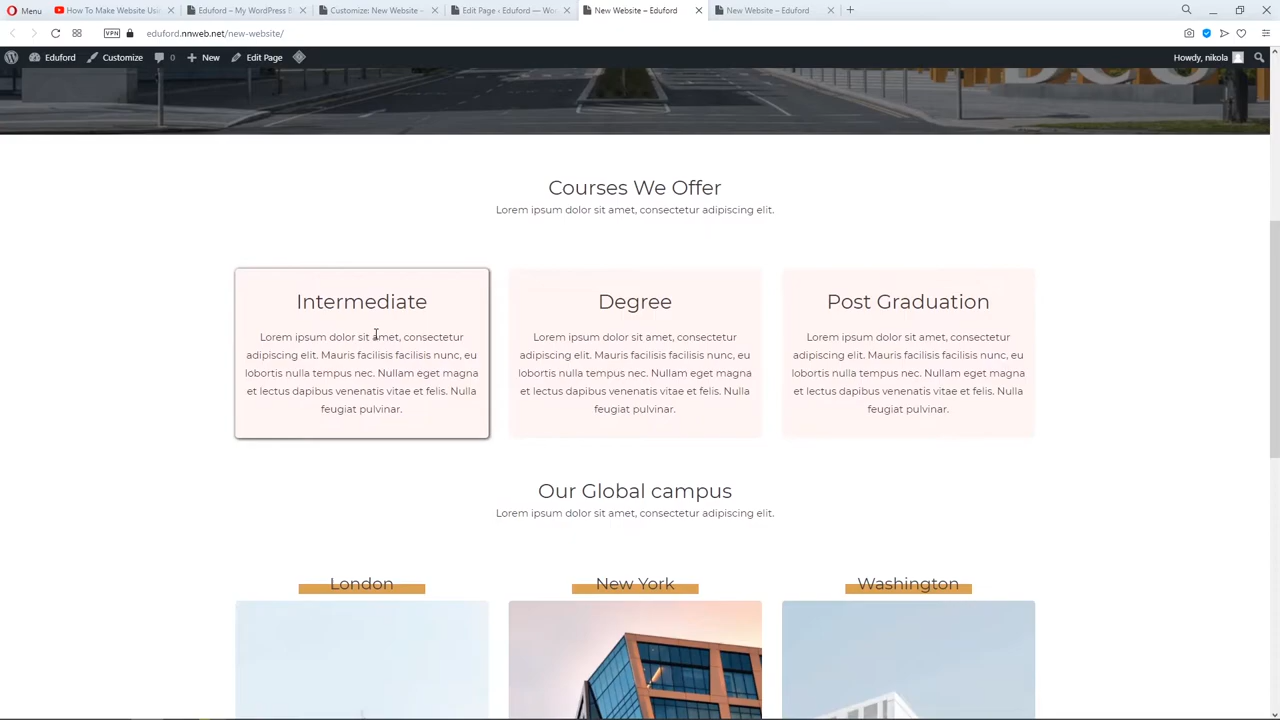 Menu
How To Make Website Usin
Eduford – My WordPress B
Customize: New Website –
Edit Page ‹ Eduford — Wo
New Website – Eduford
New Website – Eduford
VPN
eduford.nnweb.net/new-website/
Eduford
Customize
0
New
Edit Page
Howdy, nikola
Courses We Offer
Lorem ipsum dolor sit amet, consectetur adipiscing elit.
Intermediate
Lorem ipsum dolor sit amet, consectetur
adipiscing elit. Mauris facilisis facilisis nunc, eu
lobortis nulla tempus nec. Nullam eget magna
et lectus dapibus venenatis vitae et felis. Nulla
feugiat pulvinar.
Degree
Lorem ipsum dolor sit amet, consectetur
adipiscing elit. Mauris facilisis facilisis nunc, eu
lobortis nulla tempus nec. Nullam eget magna
et lectus dapibus venenatis vitae et felis. Nulla
feugiat pulvinar.
Post Graduation
Lorem ipsum dolor sit amet, consectetur
adipiscing elit. Mauris facilisis facilisis nunc, eu
lobortis nulla tempus nec. Nullam eget magna
et lectus dapibus venenatis vitae et felis. Nulla
feugiat pulvinar.
Our Global campus
Lorem ipsum dolor sit amet, consectetur adipiscing elit.
London
New York
Washington